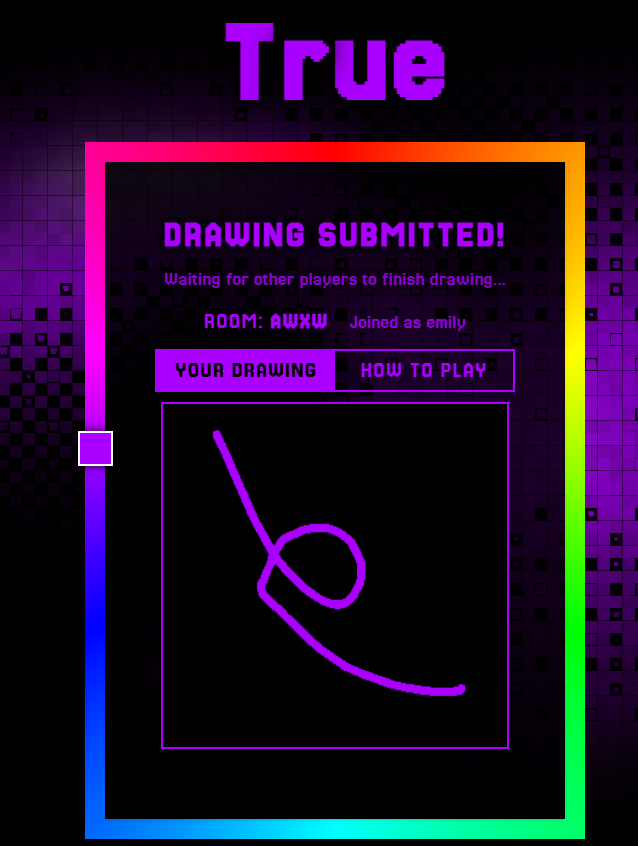 True
DRAWING SUBMITTED!
Waiting for other players to finish drawing...
ROOM: AWXW Joined as emily
YOUR DRAWING HOW TO PLAY